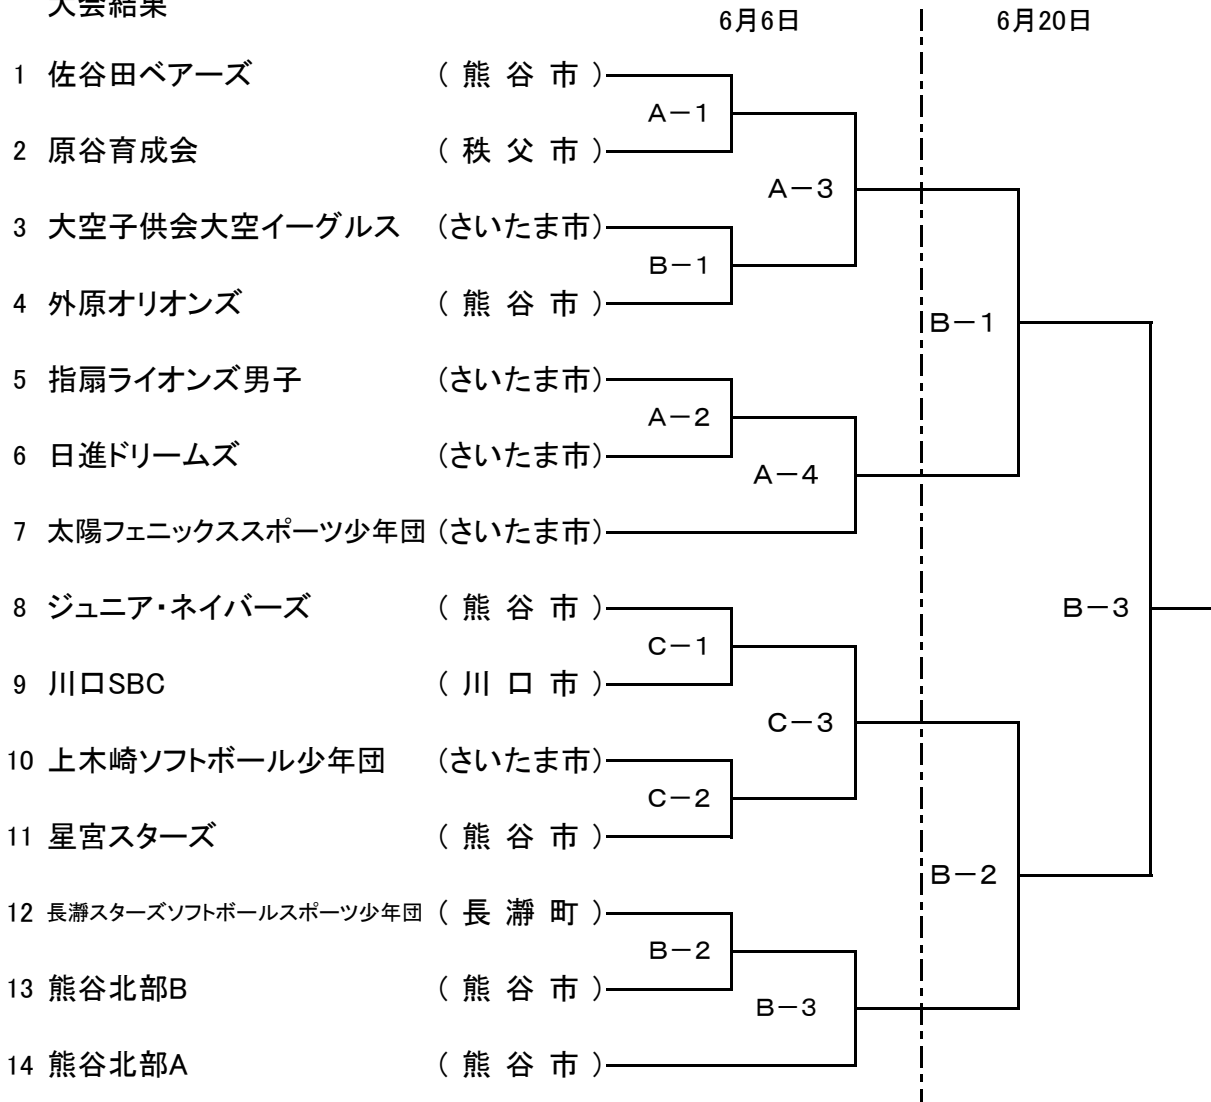 大会結果
6月6日 6月20日
1 佐谷田ベアーズ ( 熊 谷 市 )
A-1
2 原谷育成会 ( 秩 父 市 )
A-3
3 大空子供会大空イーグルス (さいたま市)
B-1
4 外原オリオンズ ( 熊 谷 市 )
B-1
5 指扇ライオンズ男子 (さいたま市)
A-2
6 日進ドリームズ (さいたま市)
A-4
7 太陽フェニックススポーツ少年団 (さいたま市)
8 ジュニア・ネイバーズ ( 熊 谷 市 )
B-3
C-1
9 川口SBC ( 川 口 市 )
C-3
10 上木崎ソフトボール少年団 (さいたま市)
C-2
11 星宮スターズ ( 熊 谷 市 )
B-2
12 長瀞スターズソフトボールスポーツ少年団 ( 長 瀞 町 )
B-2
13 熊谷北部B ( 熊 谷 市 )
B-3
14 熊谷北部A ( 熊 谷 市 )